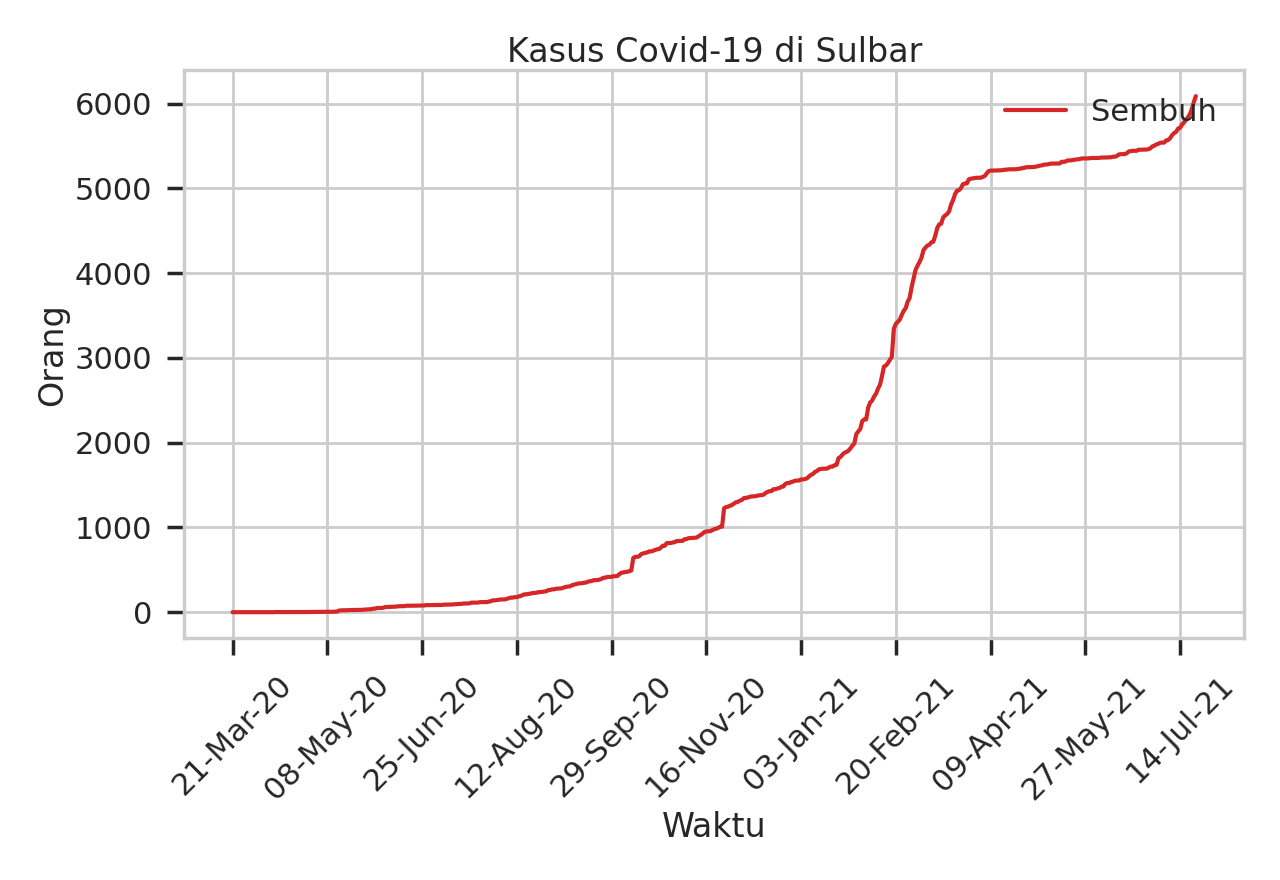 Kasus Covid-19 di Sulbar
Sembuh
Orang
6000
5000
4000
3000
2000
1000
0
21-Mar-20
08-May-20
25-Jun-20
12-Aug-20
29-Sep-20
16-Nov-20
03-Jan-21
20-Feb-21
09-Apr-21
27-May-21
14-Jul-21
Waktu